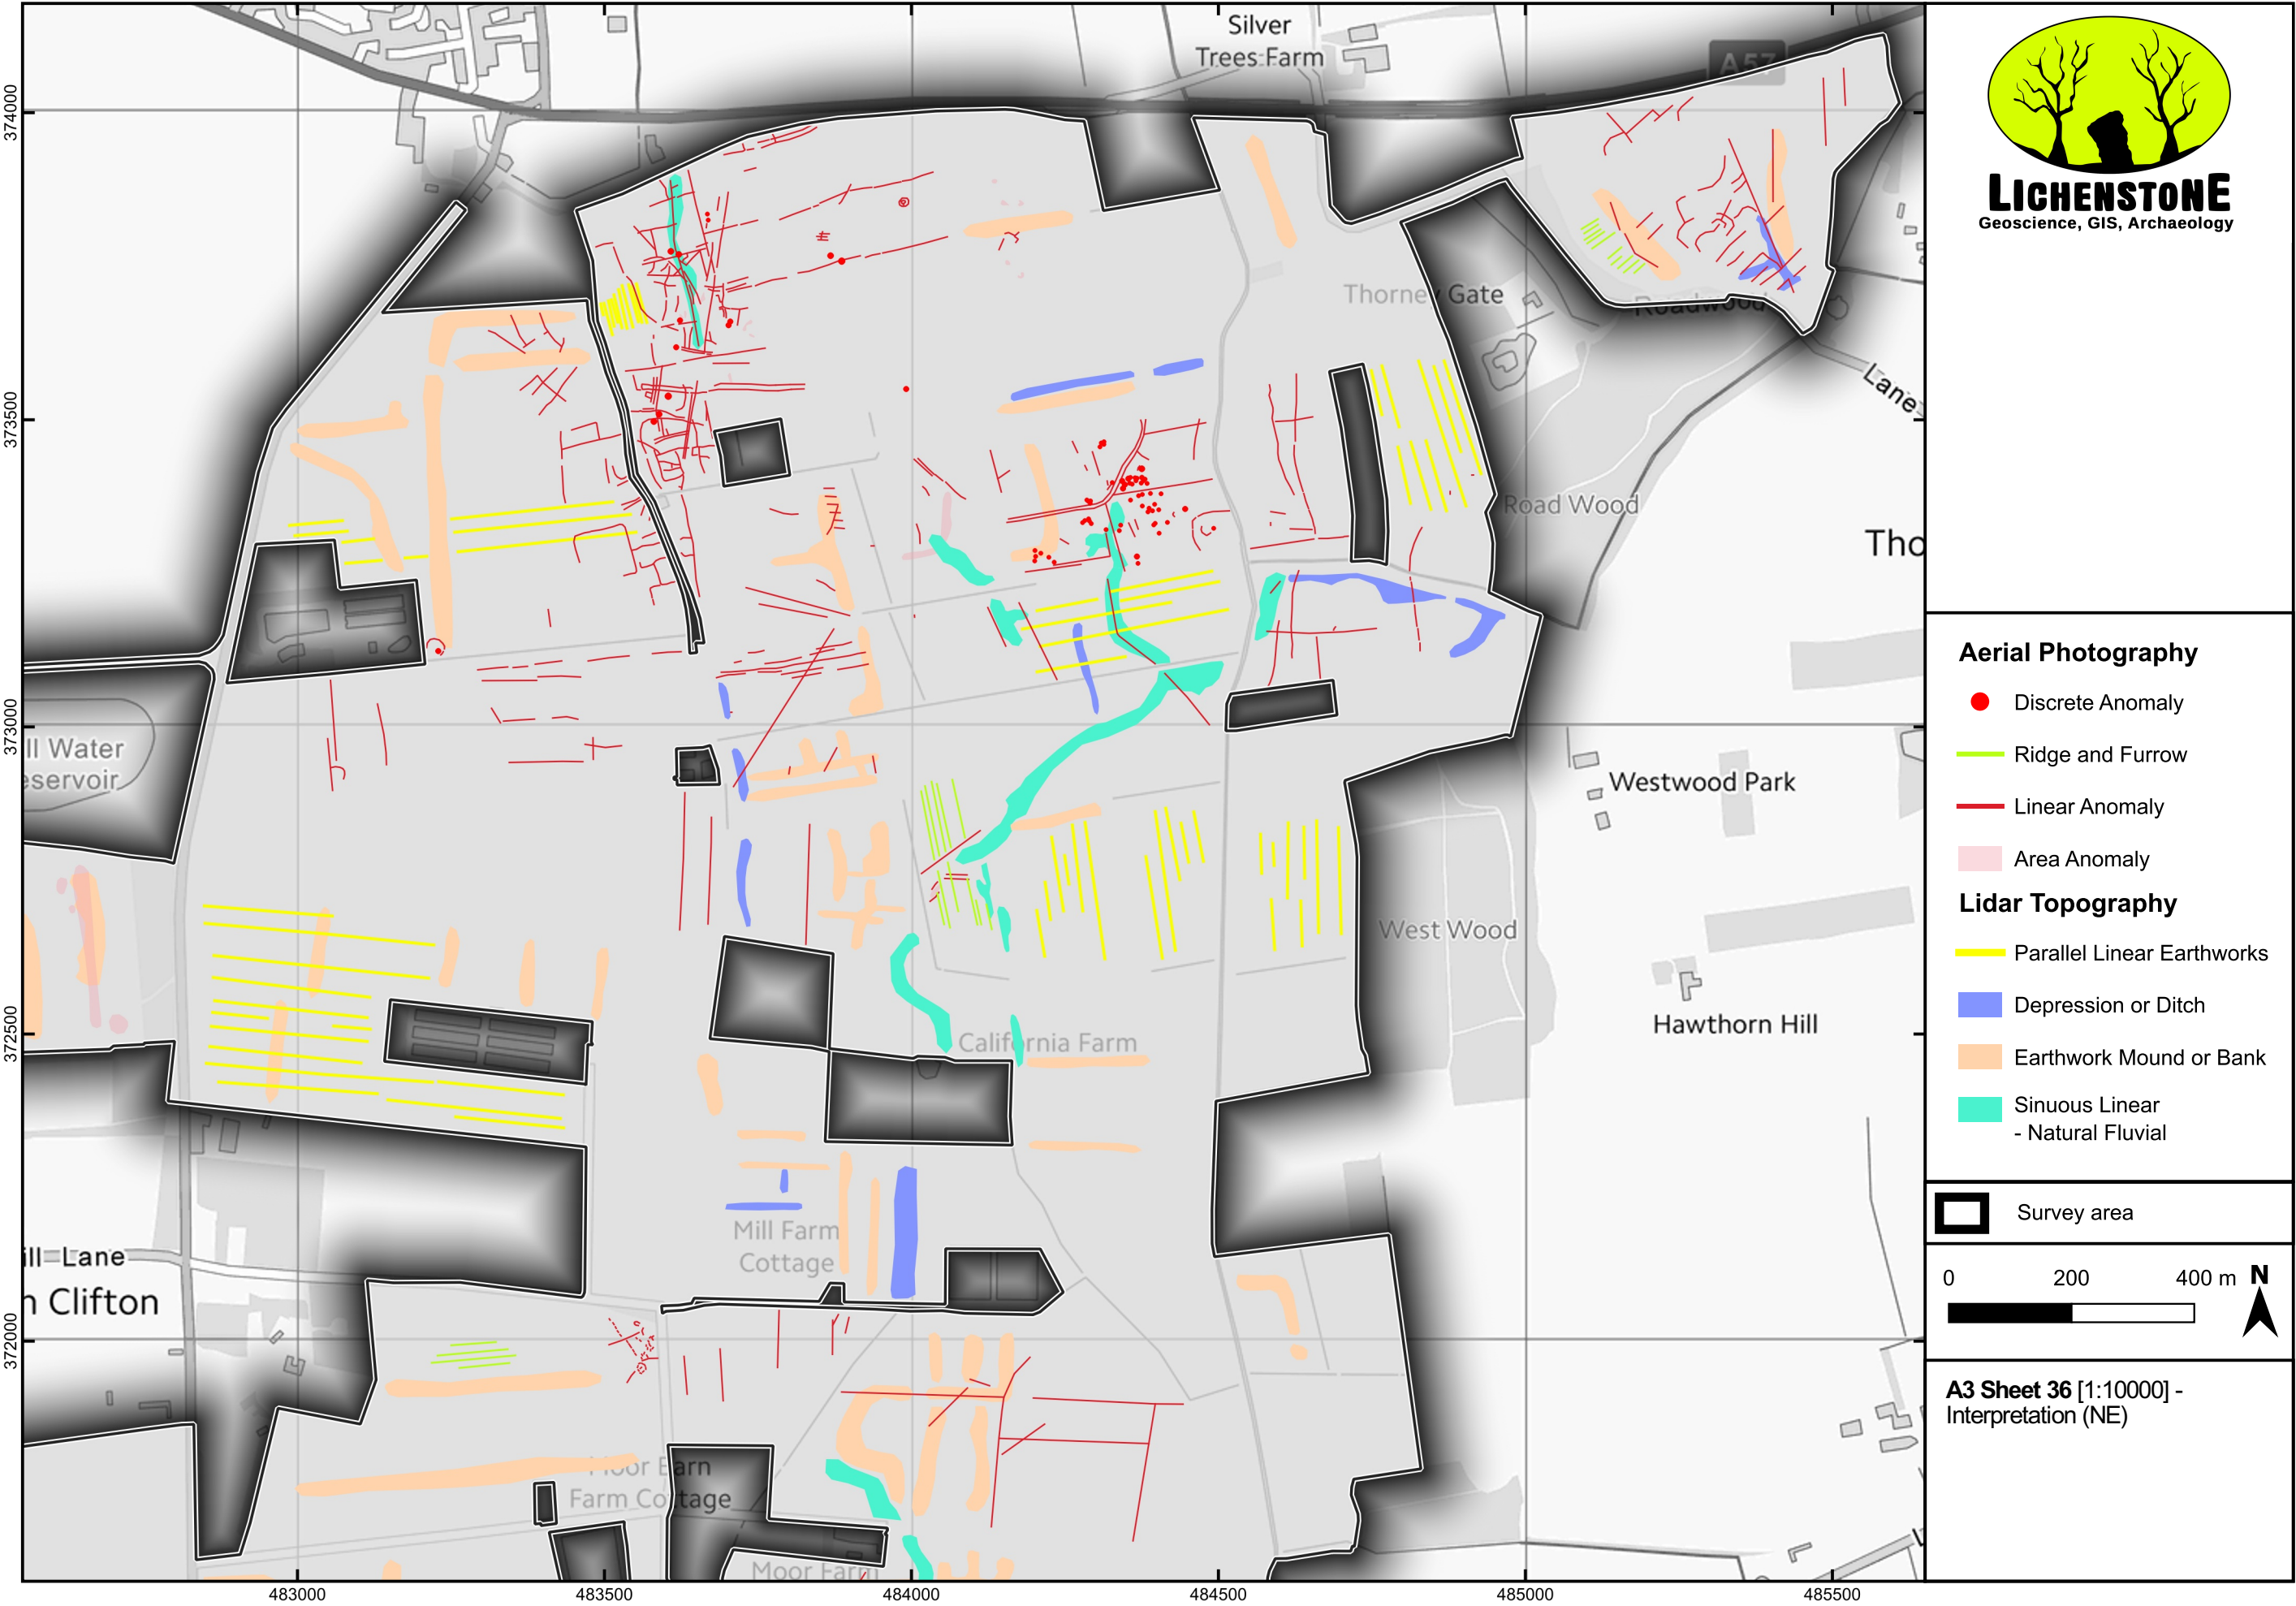 Silver
Trees Farm
A57
Thorney Gate
Roadwood
Lane
Road Wood
Tho
ll Water
eservoir
Westwood Park
West Wood
Hawthorn Hill
California Farm
Mill Farm
Cottage
ill Lane
n Clifton
Moor Barn
Farm Cottage
Moor Farm
374000
373500
373000
372500
372000
483000
483500
484000
484500
485000
485500
LICHENSTONE
Geoscience, GIS, Archaeology
Aerial Photography
Discrete Anomaly
Ridge and Furrow
Linear Anomaly
Area Anomaly
Lidar Topography
Parallel Linear Earthworks
Depression or Ditch
Earthwork Mound or Bank
Sinuous Linear
- Natural Fluvial
Survey area
0 200 400 m N
A3 Sheet 36 [1:10000] -
Interpretation (NE)